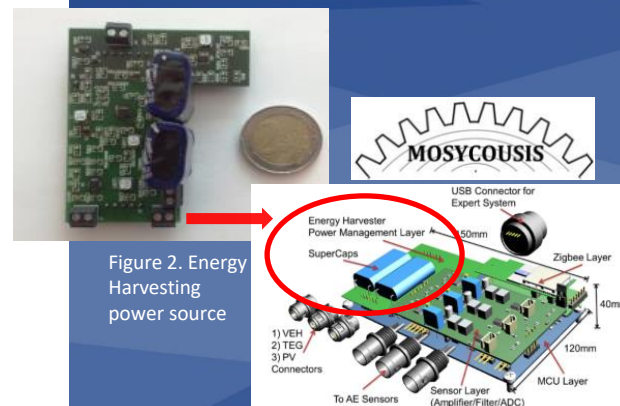 MOSYCOUSIS
USB Connector for
Expert System
Energy Harvester
Power Management Layer
150mm
SuperCaps
Zigbee Layer
Figure 2. Energy
Harvesting
power source
40mm
1) VEH
2) TEG
3) PV
Connectors
120mm
To AE Sensors
Sensor Layer
(Amplifier/Filter/ADC)
MCU Layer